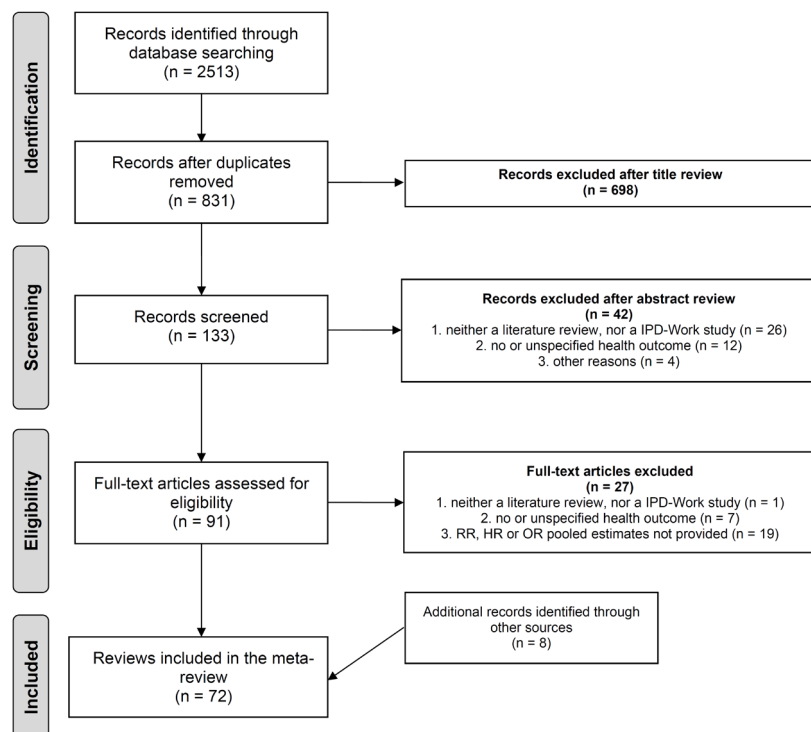 Identification
Records identified through
database searching
(n = 2513)
Records after duplicates
removed
(n = 831)
Records excluded after title review
(n = 698)
Screening
Records screened
(n = 133)
Records excluded after abstract review
(n = 42)
1. neither a literature review, nor a IPD-Work study (n = 26)
2. no or unspecified health outcome (n = 12)
3. other reasons (n = 4)
Eligibility
Full-text articles assessed for
eligibility
(n = 91)
Full-text articles excluded
(n = 27)
1. neither a literature review, nor a IPD-Work study (n = 1)
2. no or unspecified health outcome (n = 7)
3. RR, HR or OR pooled estimates not provided (n = 19)
Included
Additional records identified through
other sources
(n = 8)
Reviews included in the meta-
review
(n = 72)